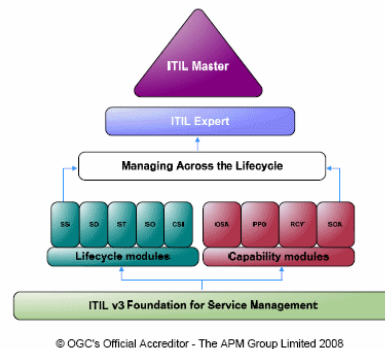 ITIL Master
ITIL Expert
Managing Across the Lifecycle
SS SD ST SO CSI OSA PPO RCV SOA
Lifecycle modules Capability modules
ITIL v3 Foundation for Service Management
© OGC's Official Accreditor - The APM Group Limited 2008